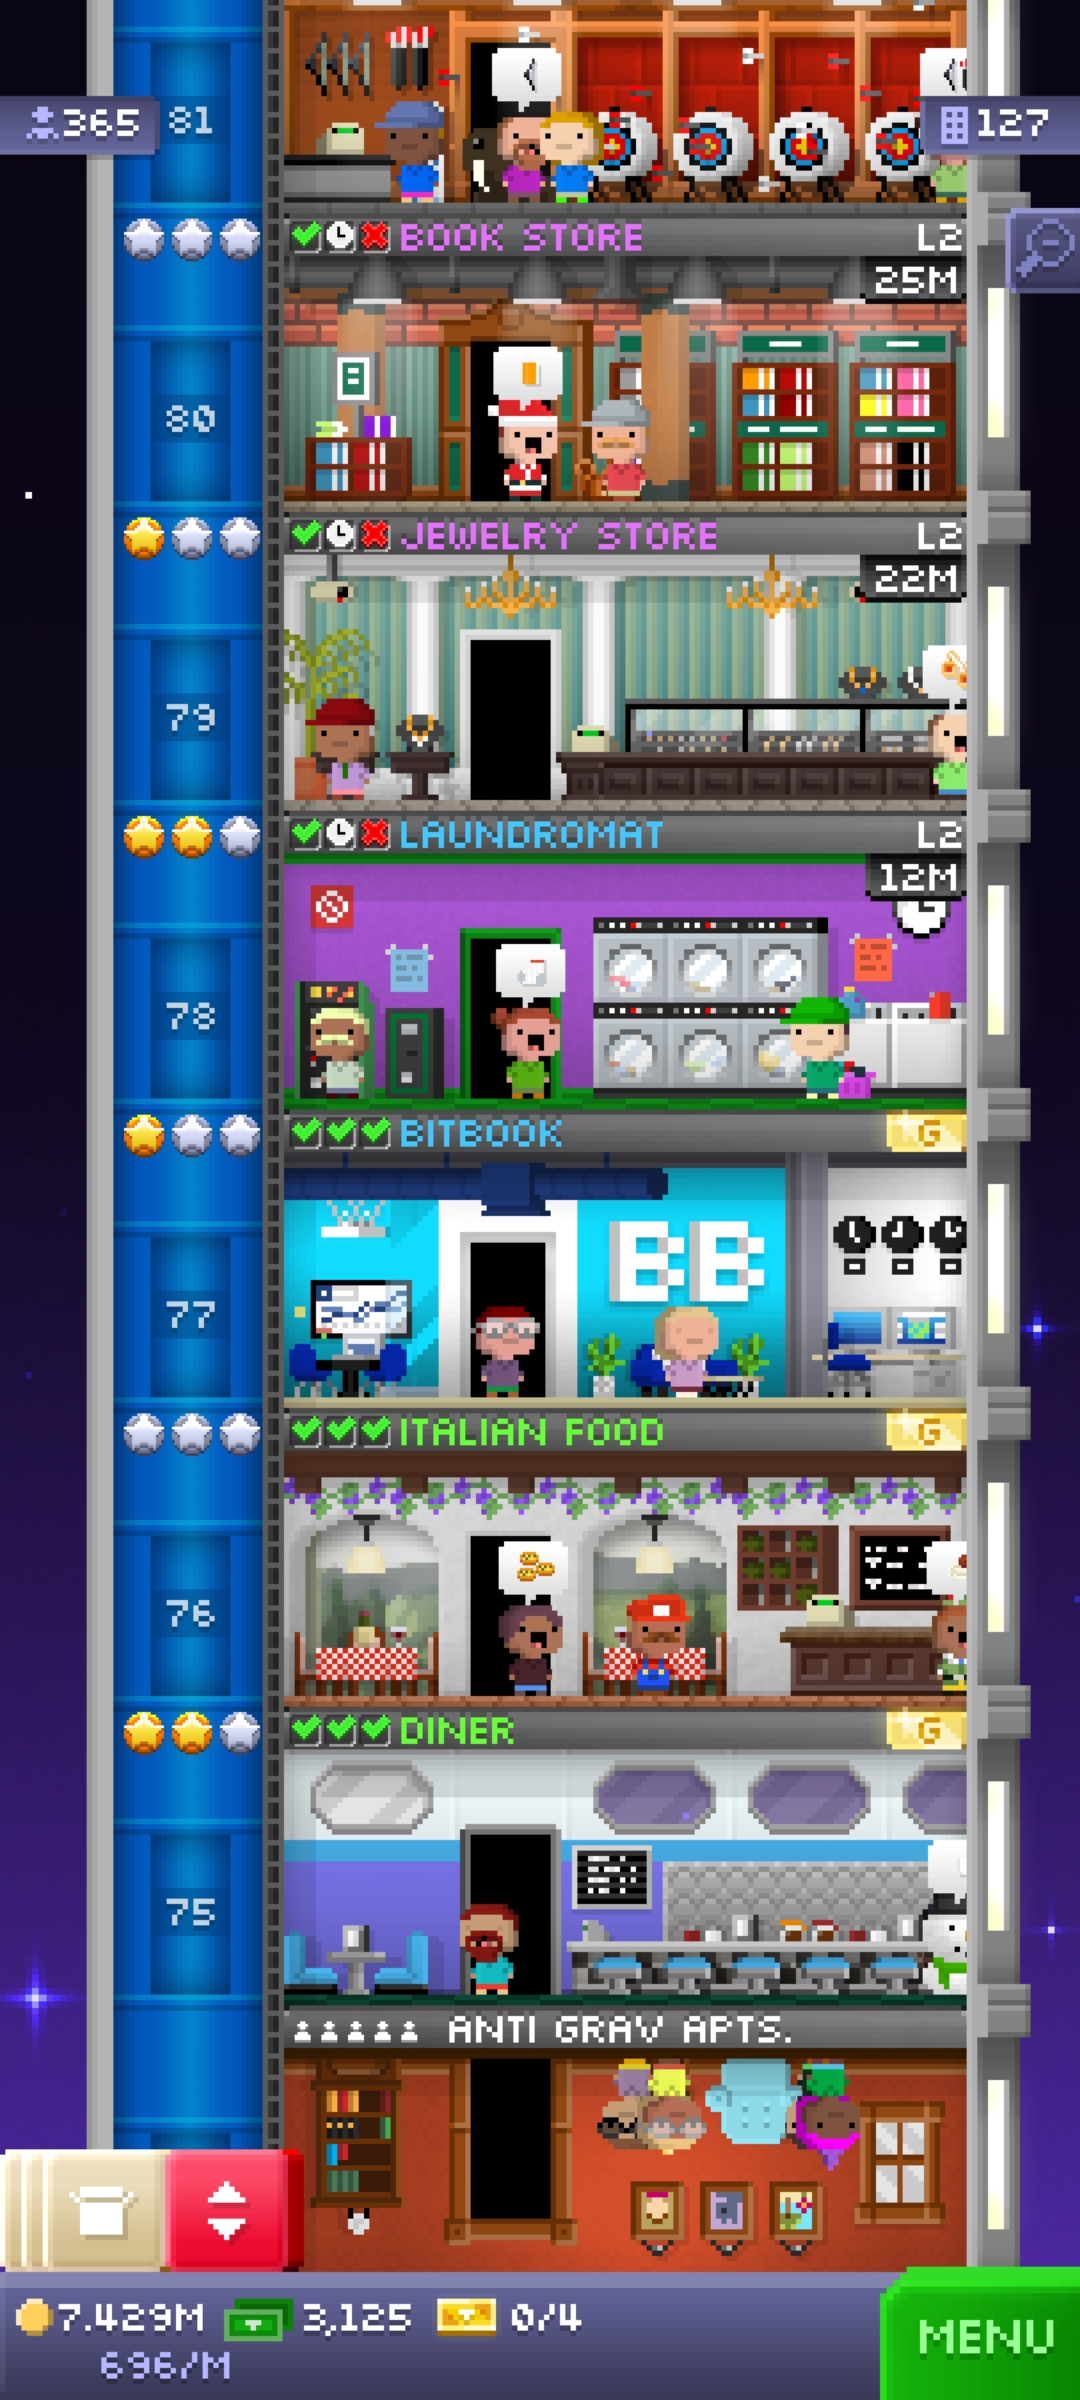 81
365
127
BOOK STORE L2
25M
80
JEWELRY STORE L2
22M
79
LAUNDROMAT L2
12M
78
BITBOOK G
BB
77
ITALIAN FOOD G
76
DINER G
75
ANTI GRAV APTS.
7.429M 3,125 0/4
696/M
MENU